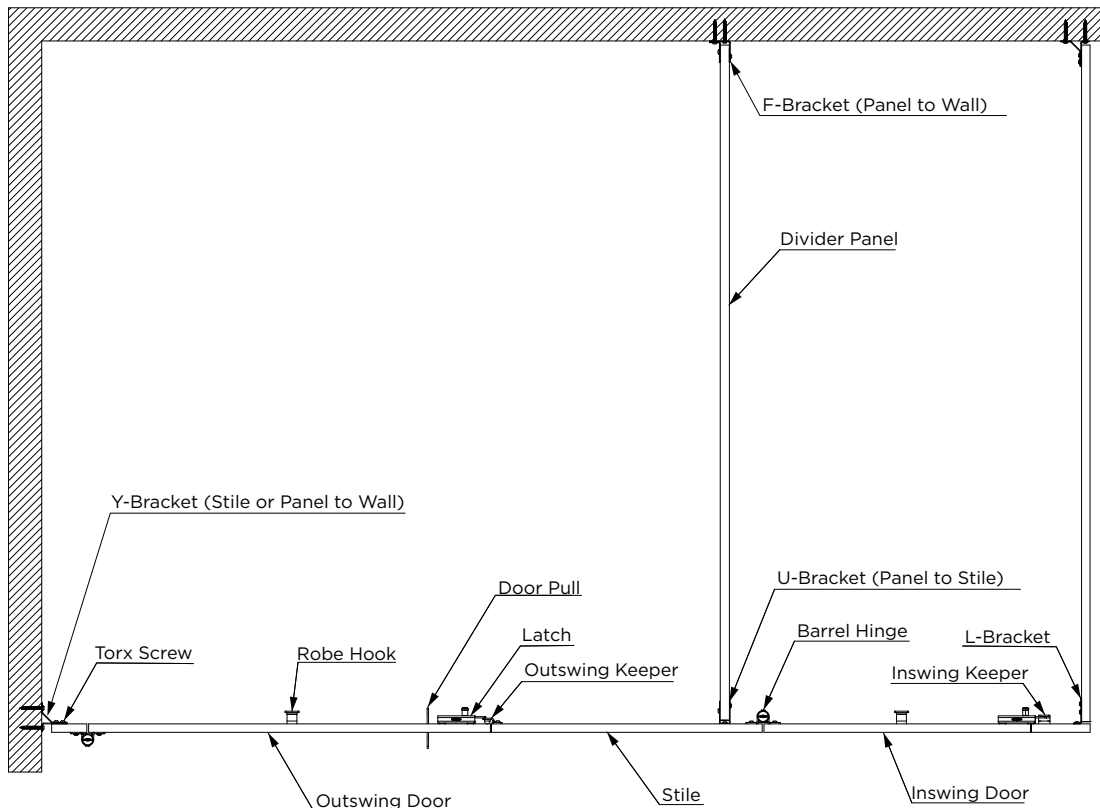 F-Bracket (Panel to Wall)
Divider Panel
Y-Bracket (Stile or Panel to Wall)
Door Pull
U-Bracket (Panel to Stile)
Latch
Barrel Hinge
L-Bracket
Torx Screw
Robe Hook
Outswing Keeper
Inswing Keeper
Outswing Door
Stile
Inswing Door